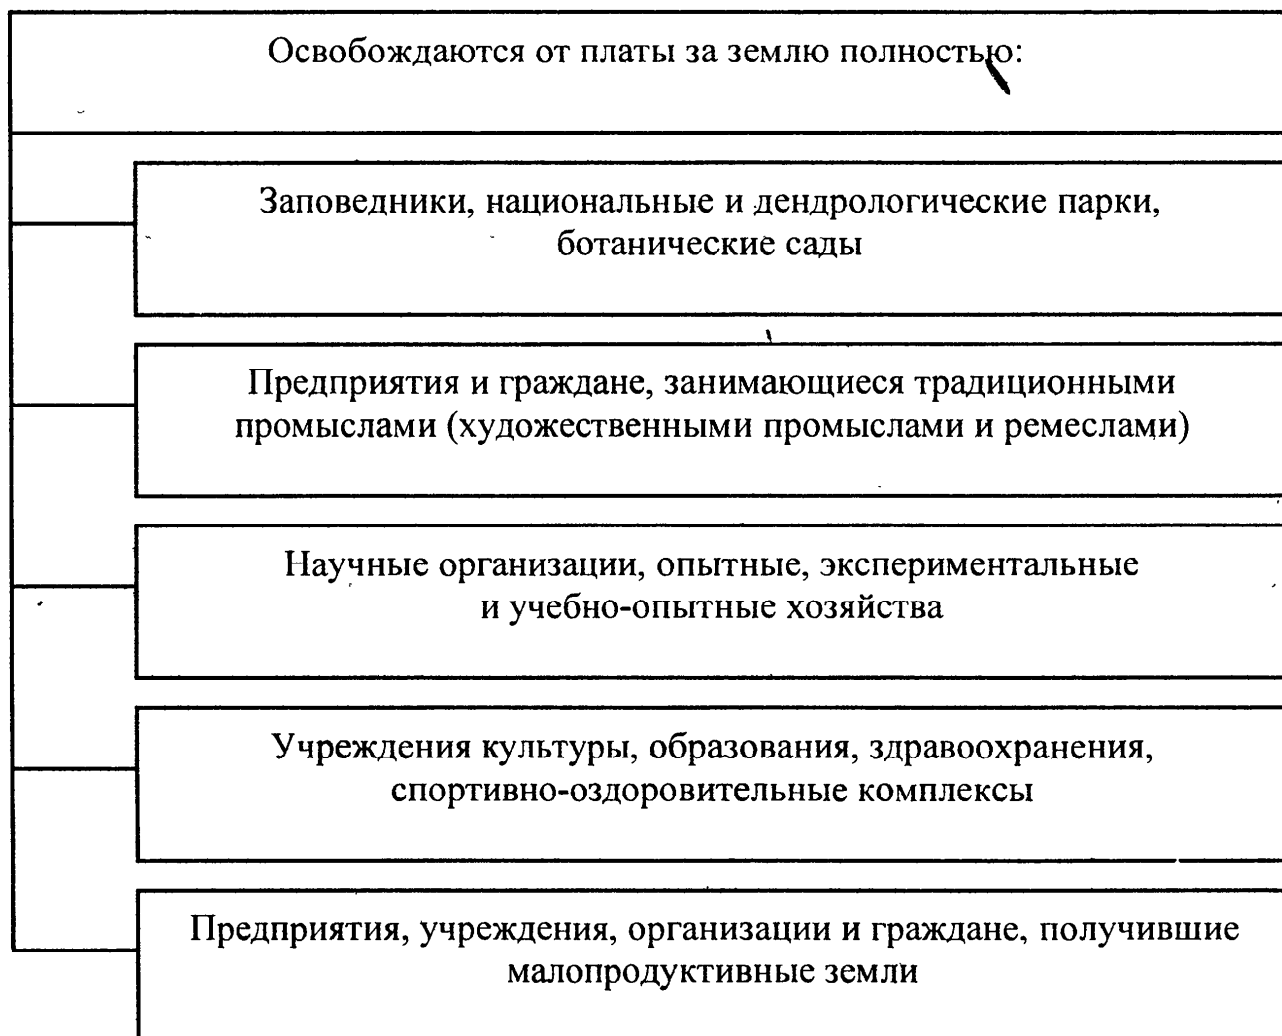 Освобождаются от платы за землю полностью:
Заповедники, национальные и дендрологические парки,
ботанические сады
Предприятия и граждане, занимающиеся традиционными
промыслами (художественными промыслами и ремеслами)
Научные организации, опытные, экспериментальные
и учебно-опытные хозяйства
Учреждения культуры, образования, здравоохранения,
спортивно-оздоровительные комплексы
Предприятия, учреждения, организации и граждане, получившие
малопродуктивные земли